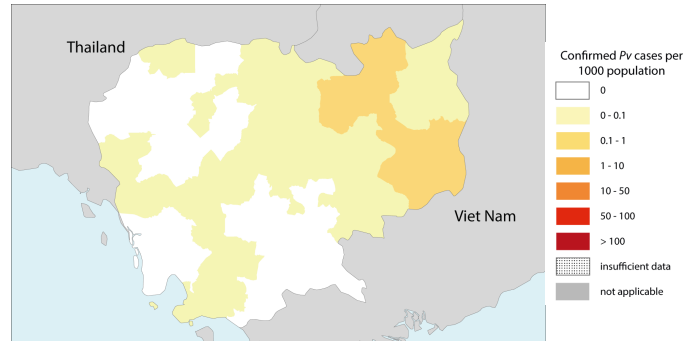 Thailand
Viet Nam
Confirmed Pv cases per
1000 population
0
0 - 0.1
0.1 - 1
1 - 10
10 - 50
50 - 100
> 100
insufficient data
not applicable